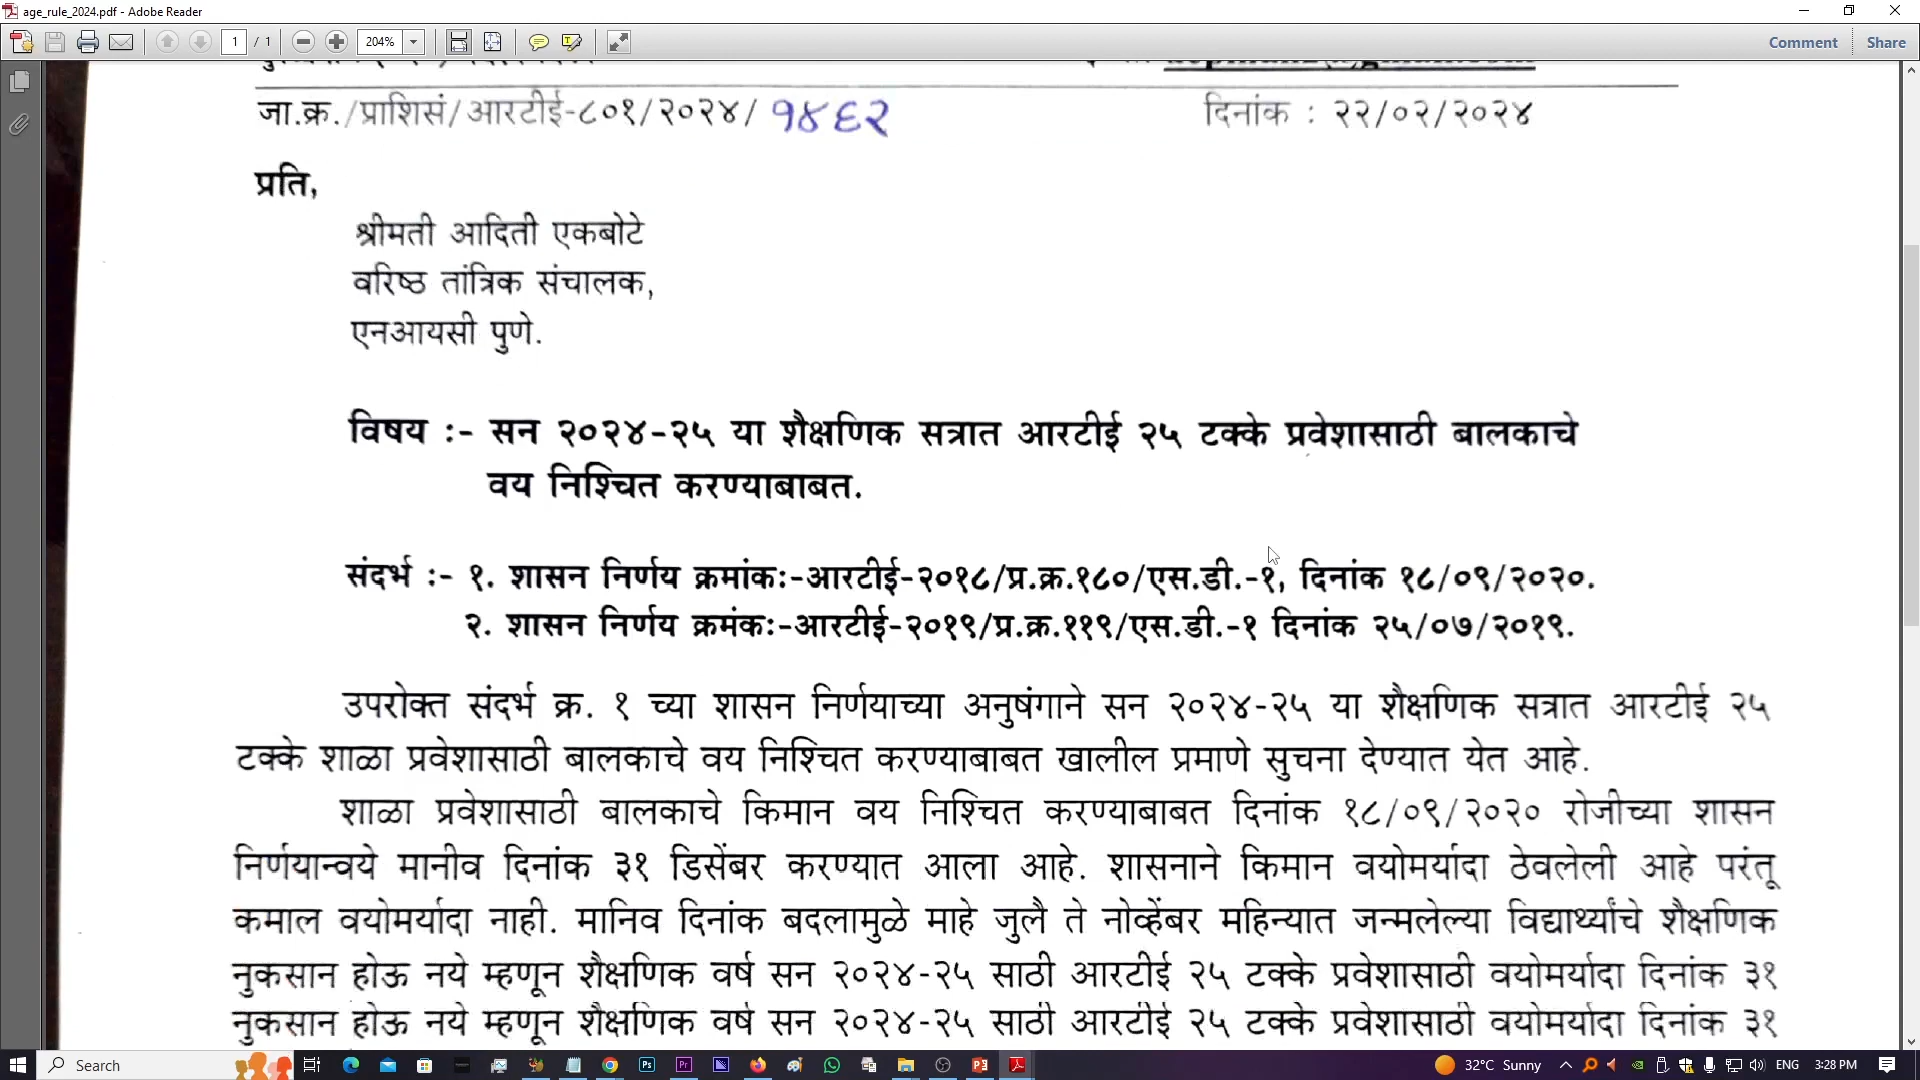 age_rule_2024.pdf - Adobe Reader
1 / 1
204%
Comment
Share
जा.क्र./प्राशिसं/आरटीई-८०१/२०२४/ १४६२
दिनांक : २२/०२/२०२४
प्रति,
श्रीमती आदिती एकबोटे
वरिष्ठ तांत्रिक संचालक,
एनआयसी पुणे.
विषय :- सन २०२४-२५ या शैक्षणिक सत्रात आरटीई २५ टक्के प्रवेशासाठी बालकाचे
वय निश्चित करण्याबाबत.
संदर्भ :- १. शासन निर्णय क्रमांक:-आरटीई-२०१८/प्र.क्र.१८०/एस.डी.-१, दिनांक १८/०९/२०२०.
२. शासन निर्णय क्रमंक:-आरटीई-२०१९/प्र.क्र.११९/एस.डी.-१ दिनांक २५/०७/२०१९.
उपरोक्त संदर्भ क्र. १ च्या शासन निर्णयाच्या अनुषंगाने सन २०२४-२५ या शैक्षणिक सत्रात आरटीई २५
टक्के शाळा प्रवेशासाठी बालकाचे वय निश्चित करण्याबाबत खालील प्रमाणे सुचना देण्यात येत आहे.
शाळा प्रवेशासाठी बालकाचे किमान वय निश्चित करण्याबाबत दिनांक १८/०९/२०२० रोजीच्या शासन
निर्णयान्वये मानीव दिनांक ३१ डिसेंबर करण्यात आला आहे. शासनाने किमान वयोमर्यादा ठेवलेली आहे परंतू
कमाल वयोमर्यादा नाही. मानिव दिनांक बदलामुळे माहे जुलै ते नोव्हेंबर महिन्यात जन्मलेल्या विद्यार्थ्यांचे शैक्षणिक
नुकसान होऊ नये म्हणून शैक्षणिक वर्ष सन २०२४-२५ साठी आरटीई २५ टक्के प्रवेशासाठी वयोमर्यादा दिनांक ३१
नुकसान होऊ नये म्हणून शैक्षणिक वर्ष सन २०२४-२५ साठी आरटीई २५ टक्के प्रवेशासाठी वयोमर्यादा दिनांक ३१
Search
32°C Sunny
ENG
3:28 PM